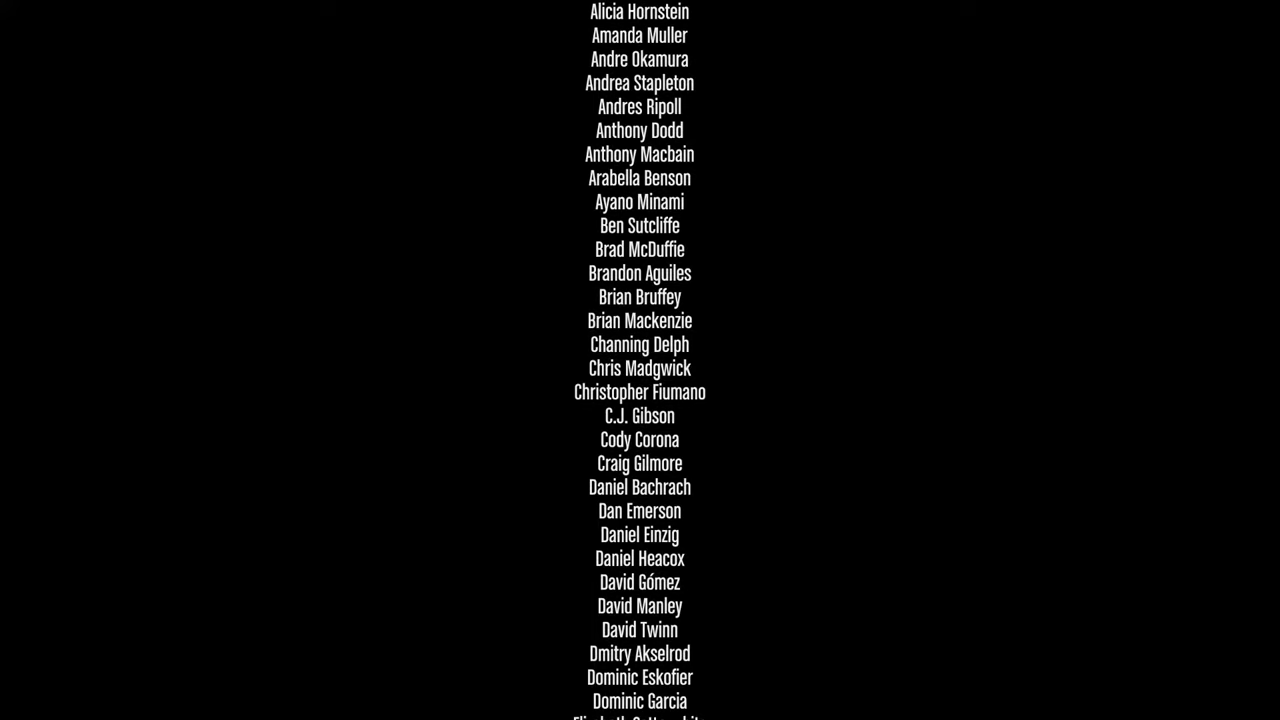 Alicia Hornstein
Amanda Muller
Andre Okamura
Andrea Stapleton
Andres Ripoll
Anthony Dodd
Anthony Macbain
Arabella Benson
Ayano Minami
Ben Sutcliffe
Brad McDuffie
Brandon Aguiles
Brian Bruffey
Brian Mackenzie
Channing Delph
Chris Madgwick
Christopher Fiumano
C.J. Gibson
Cody Corona
Craig Gilmore
Daniel Bachrach
Dan Emerson
Daniel Einzig
Daniel Heacox
David Gómez
David Manley
David Twinn
Dmitry Akselrod
Dominic Eskofier
Dominic Garcia